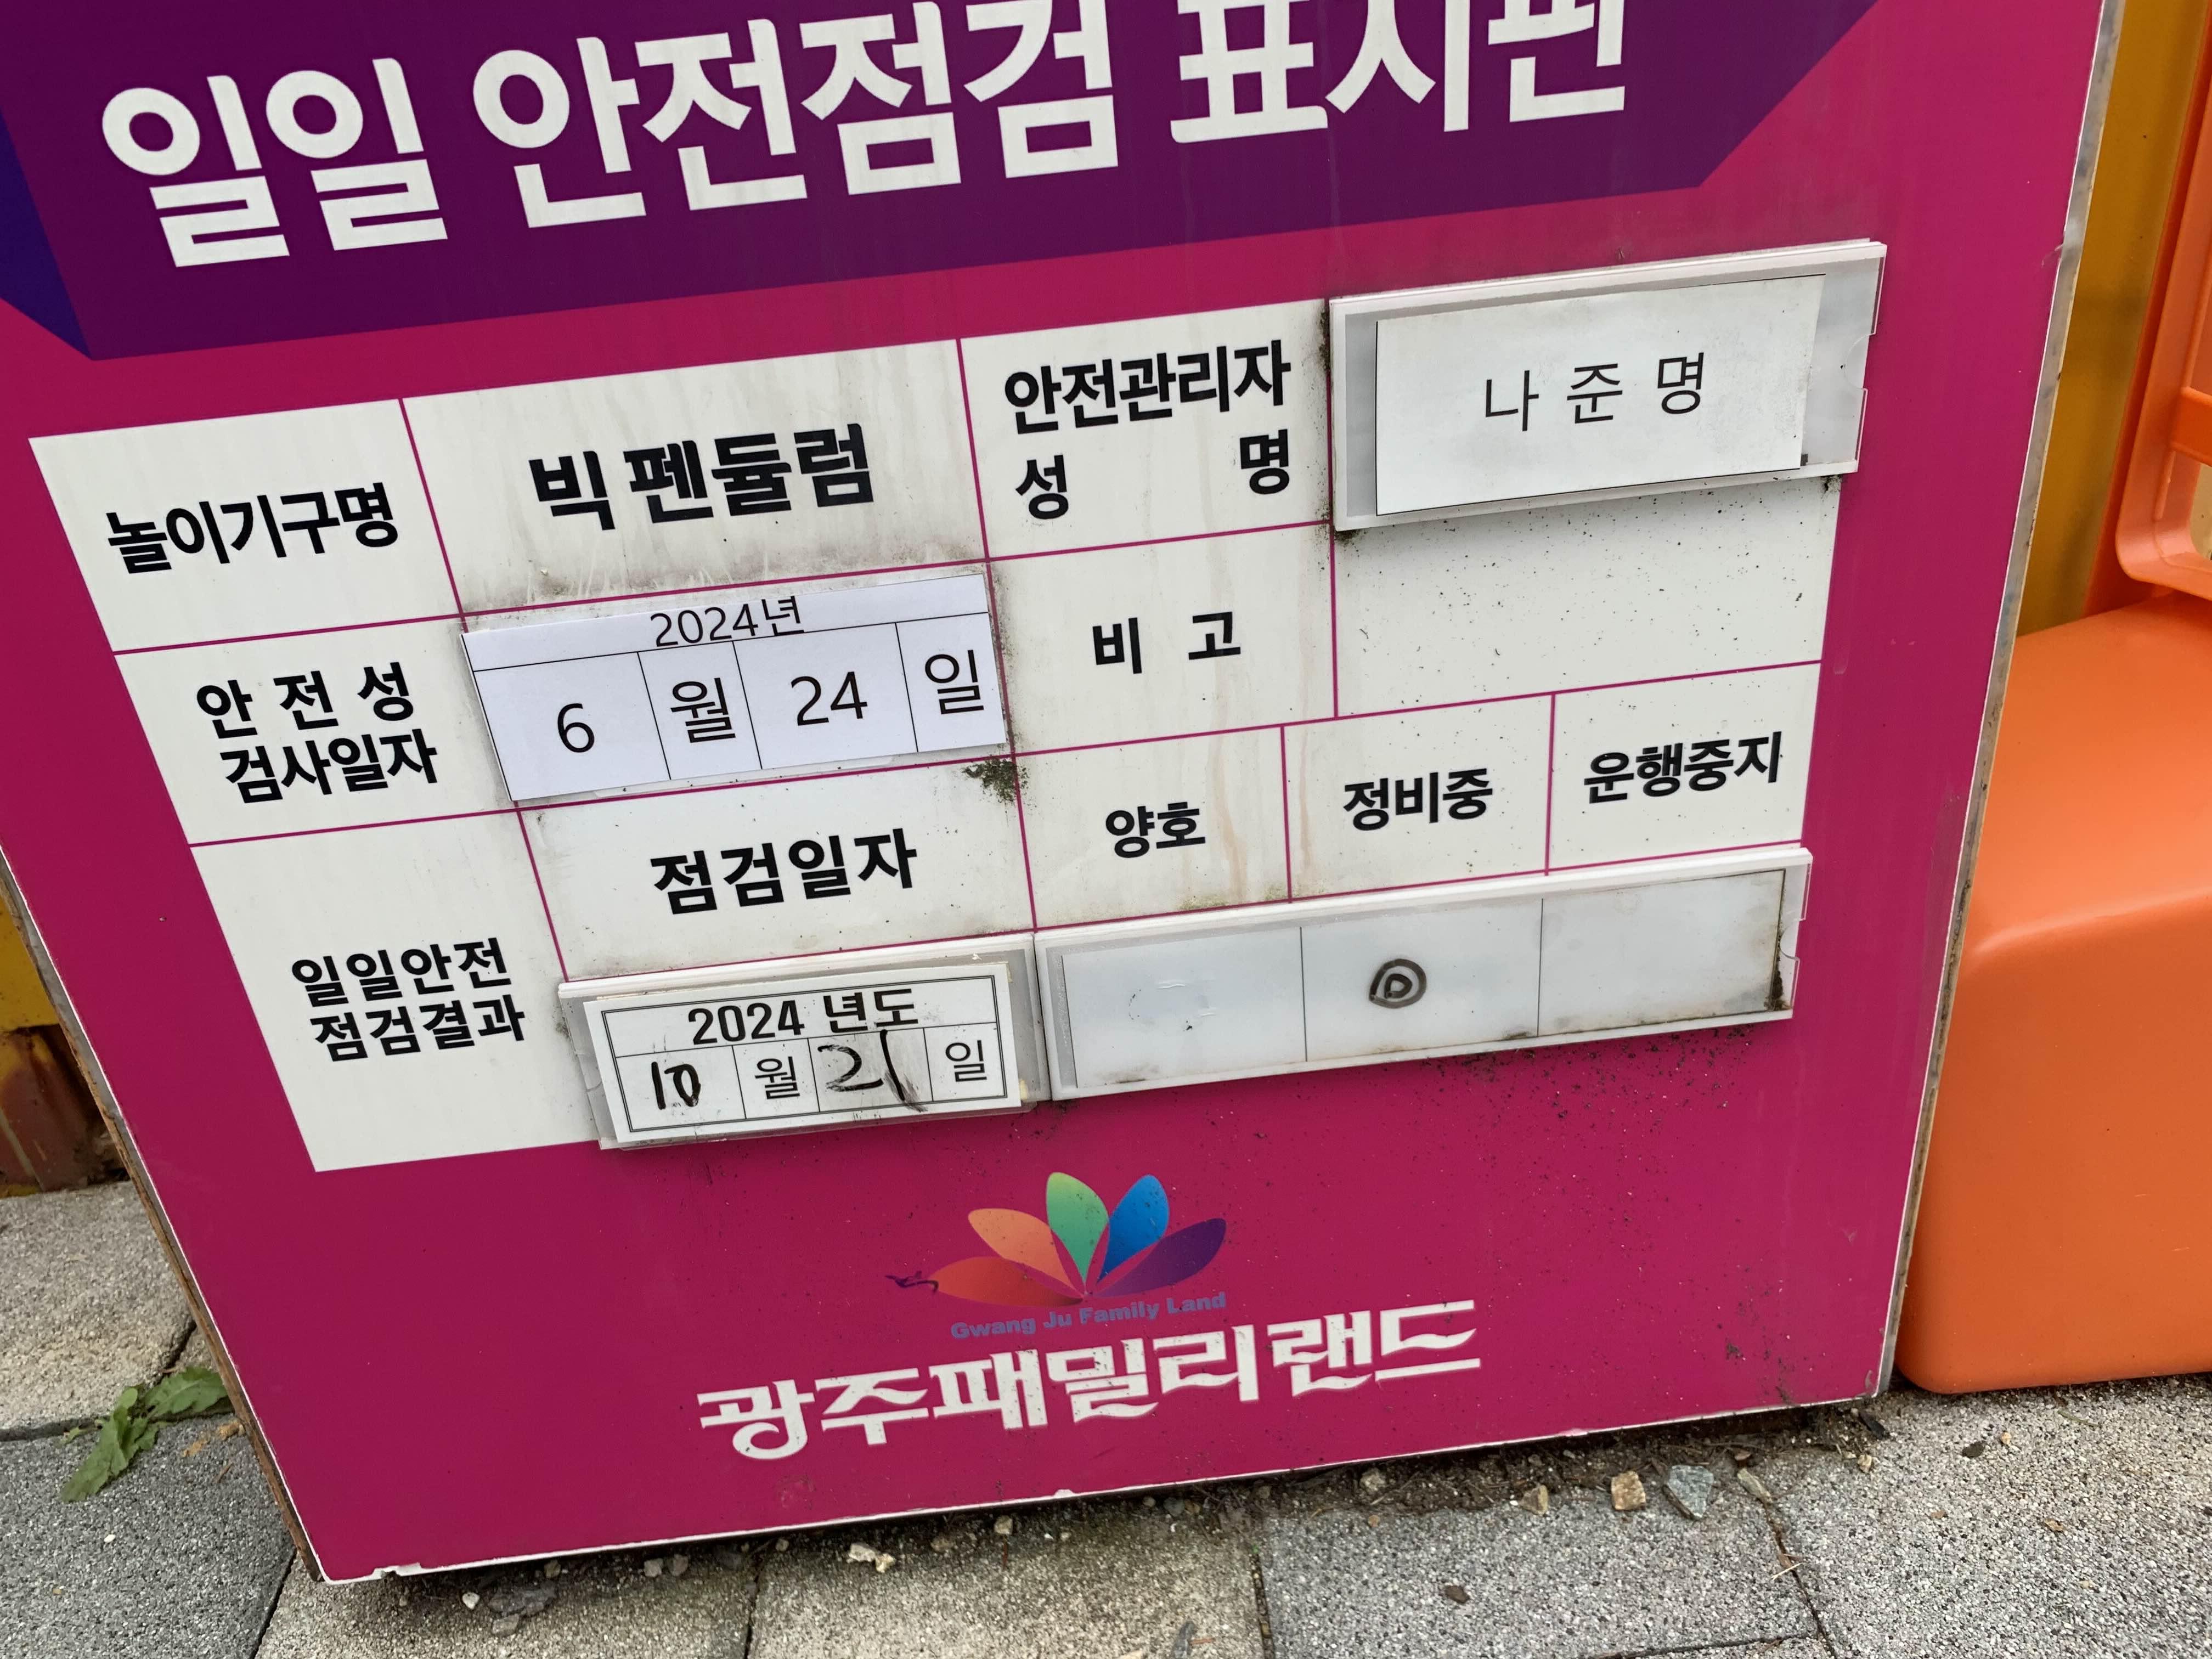 일일 안전점검 표시판
놀이기구명
빅 펜듈럼
안전관리자
성 명
나 준 명
안 전 성
검사일자
2024년
6 월 24 일
비 고
일일안전
점검결과
점검일자
양호
정비중
운행중지
2024 년도
10 월 21 일
◎
Gwang Ju Family Land
광주패밀리랜드